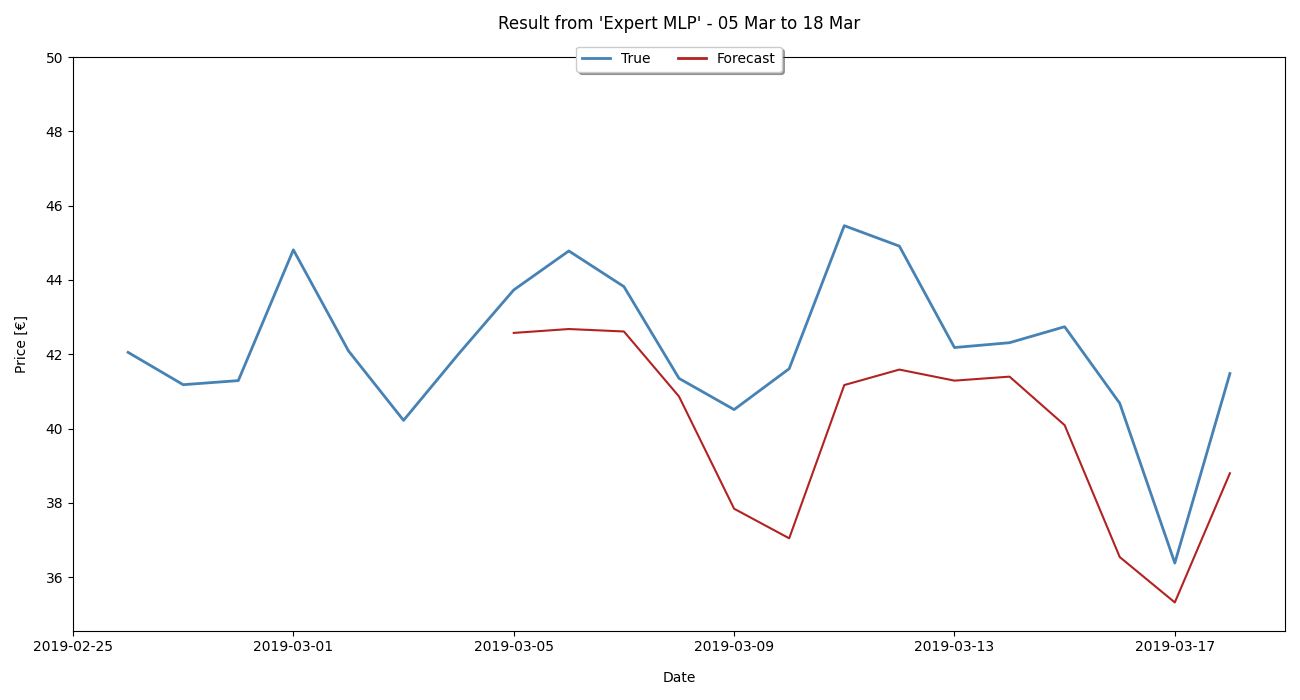 Result from 'Expert MLP' - 05 Mar to 18 Mar
True Forecast
50
48
46
44
42
40
38
36
Price [€]
2019-02-25 2019-03-01 2019-03-05 2019-03-09 2019-03-13 2019-03-17
Date